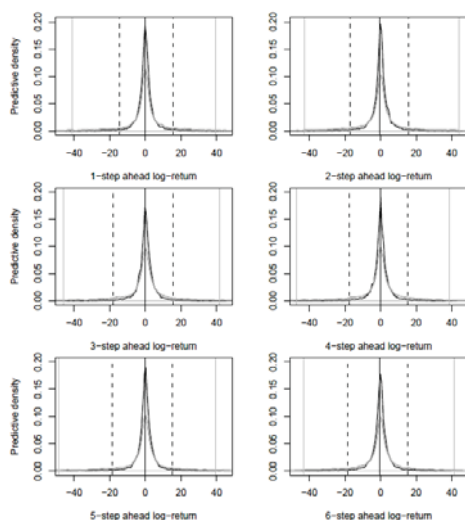 Predictive density
0.00 0.05 0.10 0.15 0.20
−40 −20 0 20 40
1−step ahead log−return
0.00 0.05 0.10 0.15 0.20
−40 −20 0 20 40
2−step ahead log−return
Predictive density
0.00 0.05 0.10 0.15 0.20
−40 −20 0 20 40
3−step ahead log−return
0.00 0.05 0.10 0.15 0.20
−40 −20 0 20 40
4−step ahead log−return
Predictive density
0.00 0.05 0.10 0.15 0.20
−40 −20 0 20 40
5−step ahead log−return
0.00 0.05 0.10 0.15 0.20
−40 −20 0 20 40
6−step ahead log−return